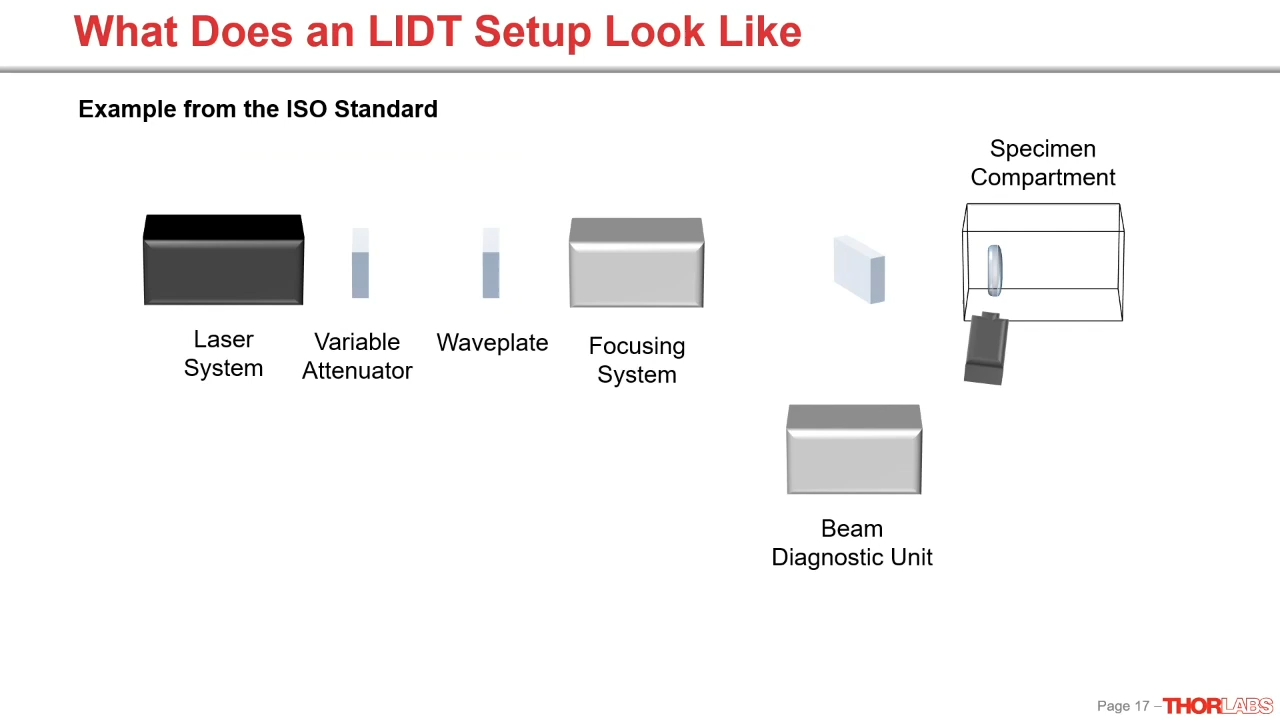 What Does an LIDT Setup Look Like
Example from the ISO Standard
Specimen
Compartment
Laser
System
Variable
Attenuator
Waveplate
Focusing
System
Beam
Diagnostic Unit
Page 17 – THORLABS